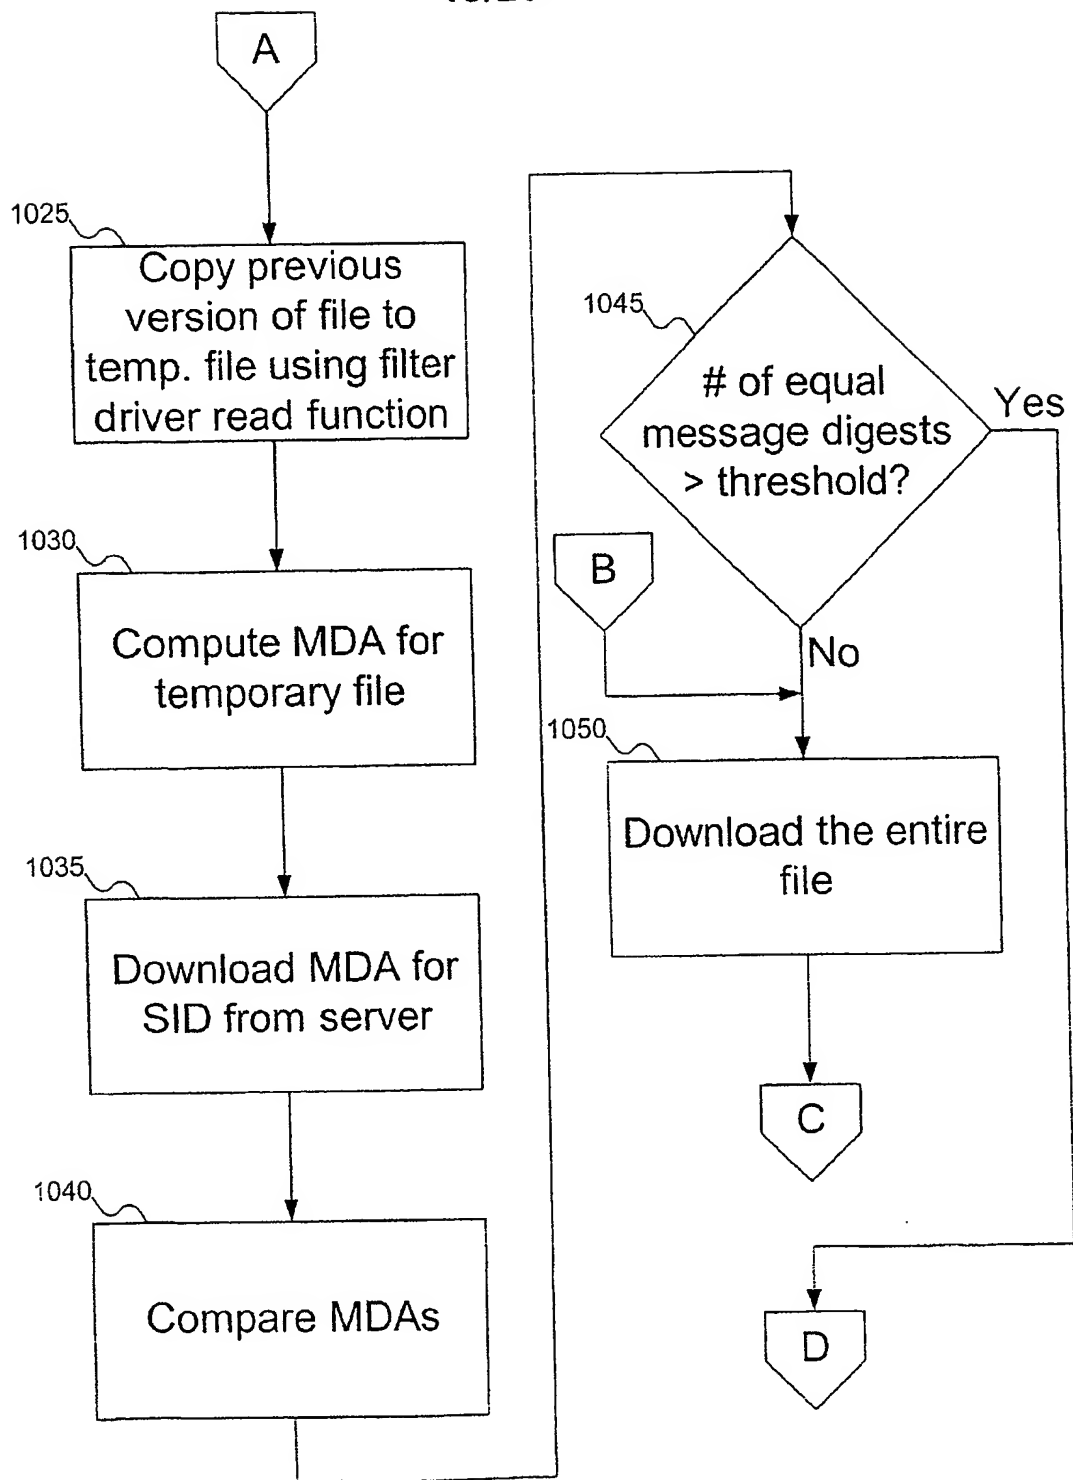 A
1025
Copy previous
version of file to
temp. file using filter
driver read function
1030
Compute MDA for
temporary file
1035
Download MDA for
SID from server
1040
Compare MDAs
1045
# of equal
message digests
> threshold?
Yes
B
No
1050
Download the entire
file
C
D